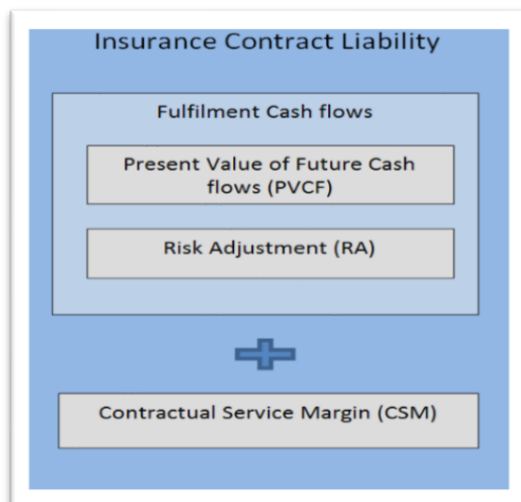 Insurance Contract Liability
Fulfilment Cash flows
Present Value of Future Cash
flows (PVCF)
Risk Adjustment (RA)
Contractual Service Margin (CSM)